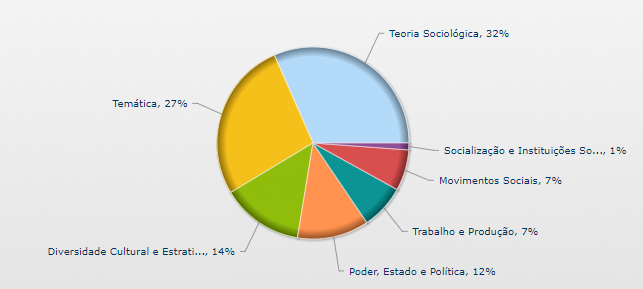 Teoria Sociológica, 32%
Temática, 27%
Socialização e Instituições So..., 1%
Movimentos Sociais, 7%
Trabalho e Produção, 7%
Diversidade Cultural e Estrati..., 14%
Poder, Estado e Política, 12%